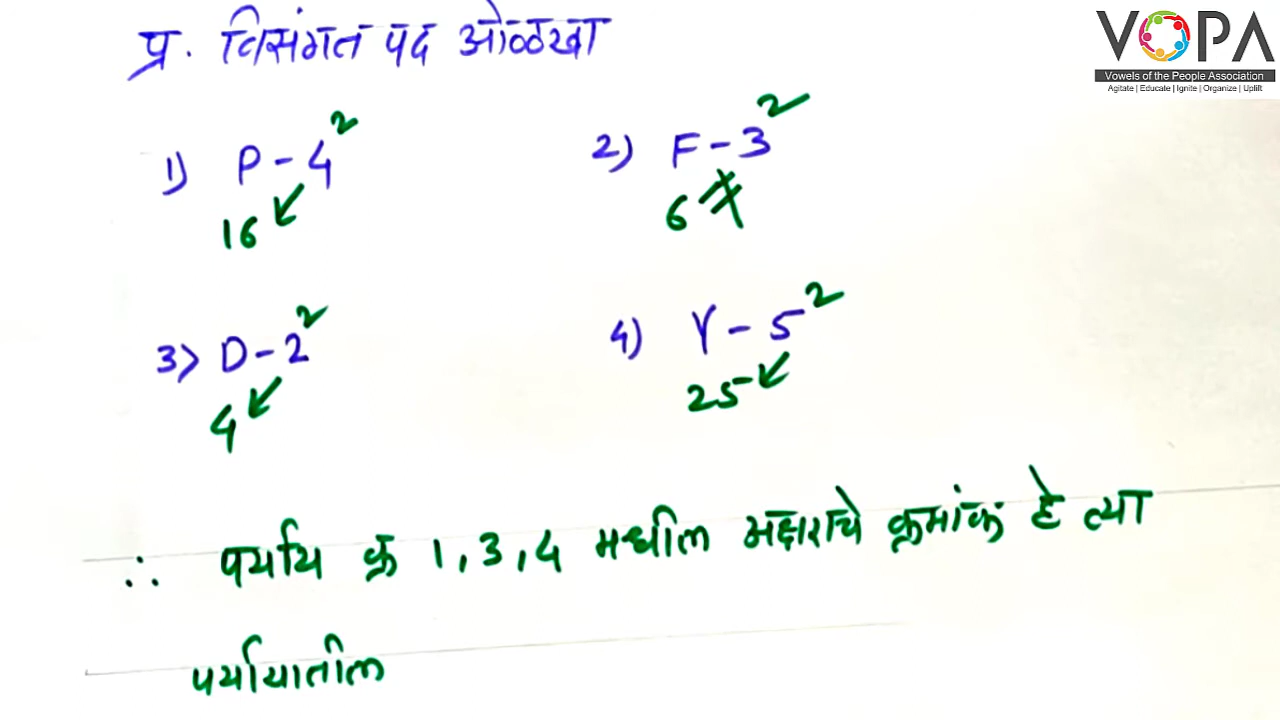 प्र. विसंगत पद ओळखा
VOPA
Vowels of the People Association
Agitate | Educate | Ignite | Organize | Uplift
1) P - 4² 2) F - 3²
16 6
3) D - 2² 4) Y - 5²
4 25
∴ पर्याय क्र 1, 3, 4 मधील अक्षराचे क्रमांक हे त्या
पर्यायातील